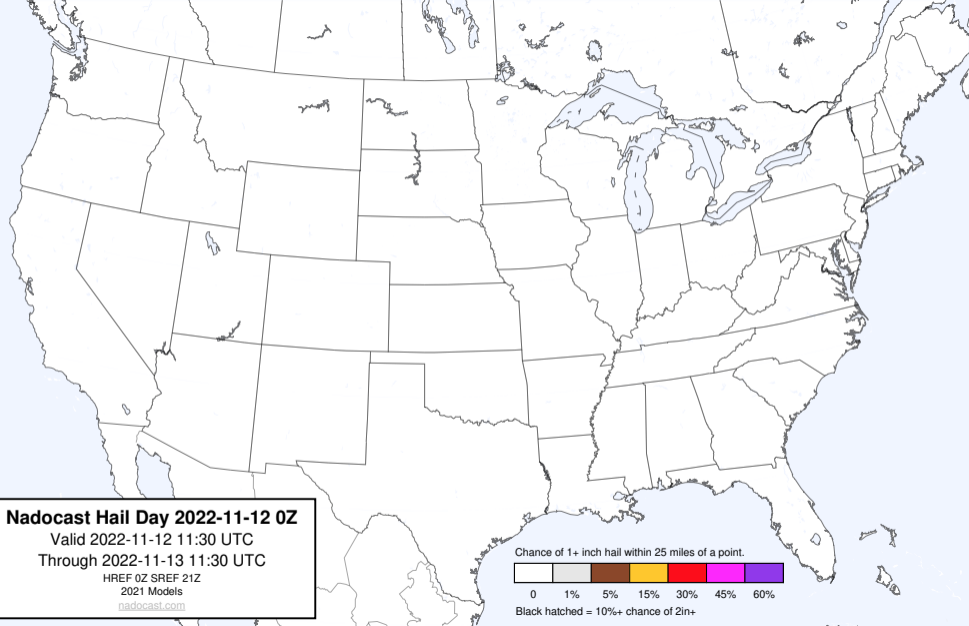 Nadocast Hail Day 2022-11-12 0Z
Valid 2022-11-12 11:30 UTC
Through 2022-11-13 11:30 UTC
HREF 0Z SREF 21Z
2021 Models
nadocast.com
Chance of 1+ inch hail within 25 miles of a point.
0 1% 5% 15% 30% 45% 60%
Black hatched = 10%+ chance of 2in+